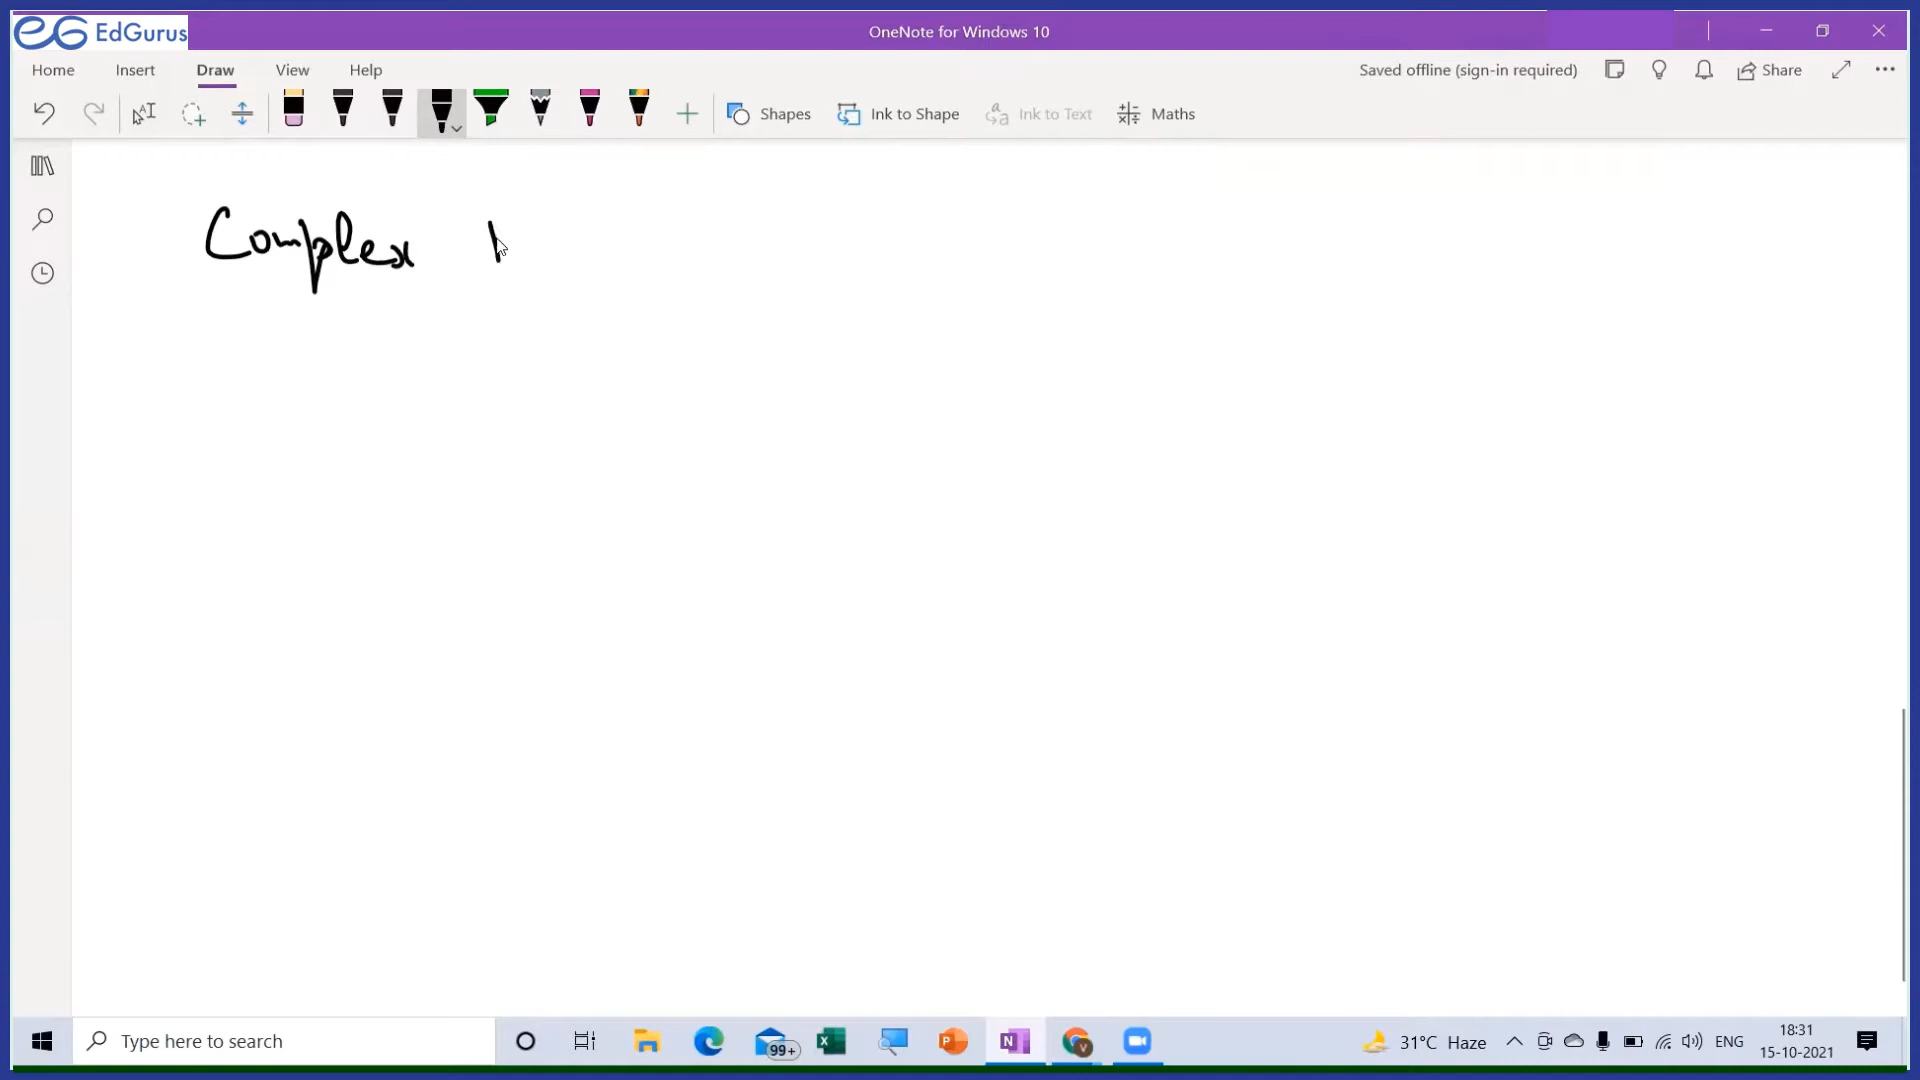 EdGurus
OneNote for Windows 10
Home Insert Draw View Help Saved offline (sign-in required) Share
Shapes Ink to Shape Ink to Text Maths
Complex
Type here to search 99+ 31°C Haze ENG 18:31
15-10-2021